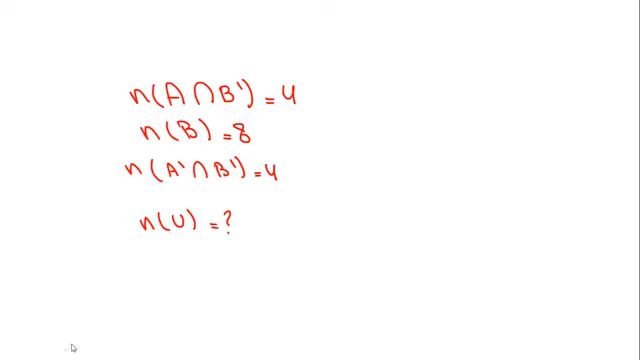 n(A ∩ B') = 4
n(B) = 8
n(A' ∩ B') = 4
n(U) = ?